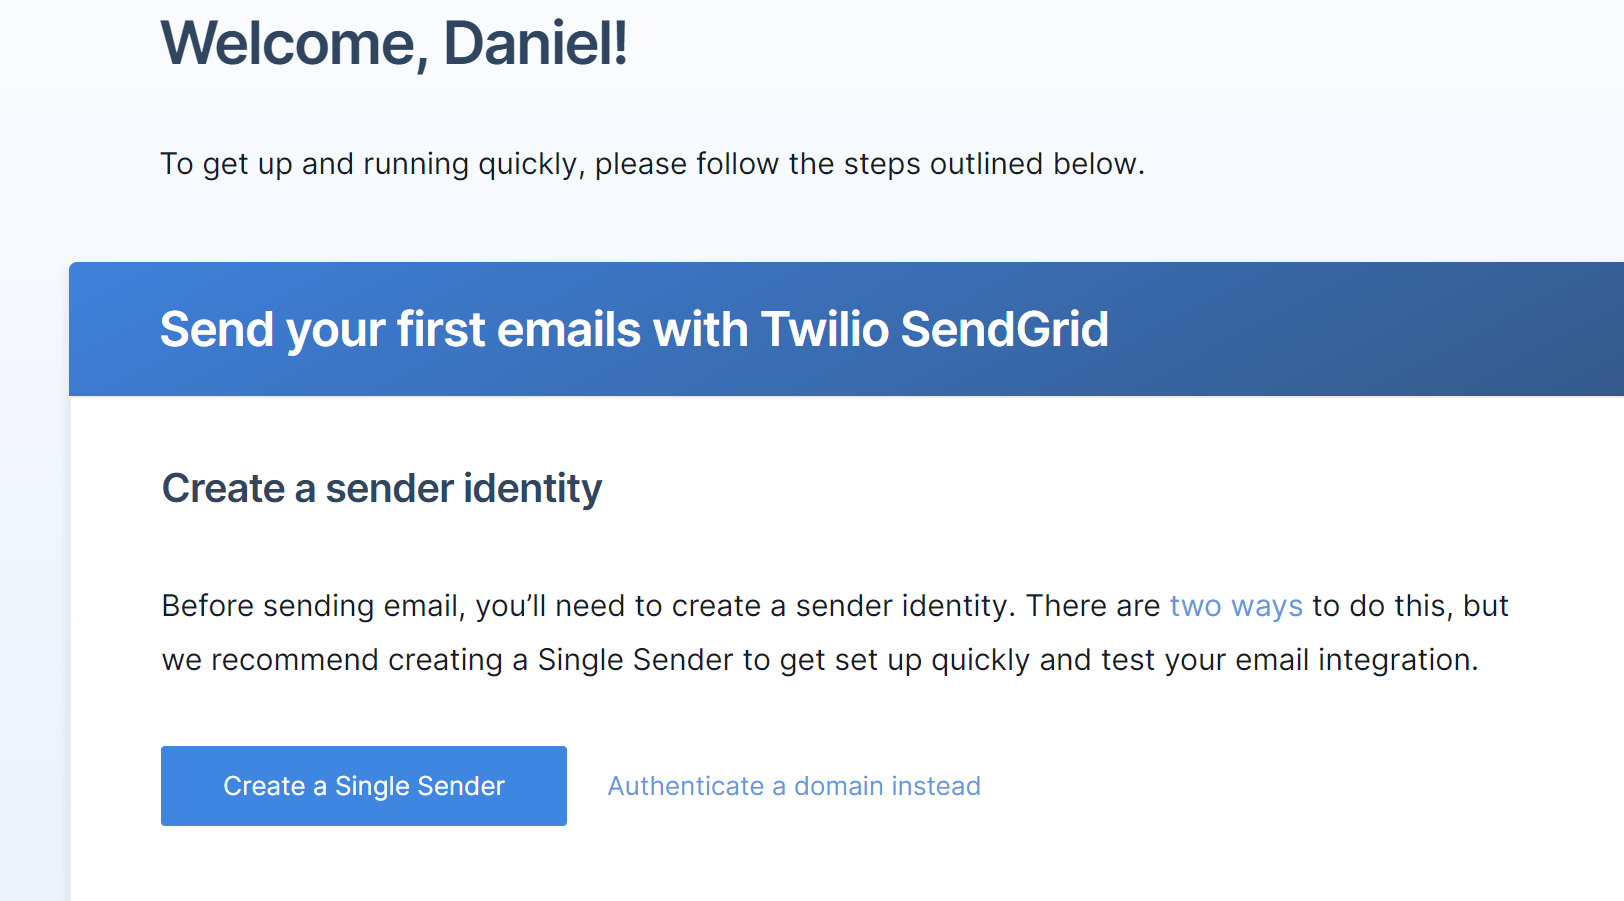 Welcome, Daniel!
To get up and running quickly, please follow the steps outlined below.
Send your first emails with Twilio SendGrid
Create a sender identity
Before sending email, you’ll need to create a sender identity. There are two ways to do this, but
we recommend creating a Single Sender to get set up quickly and test your email integration.
Create a Single Sender
Authenticate a domain instead